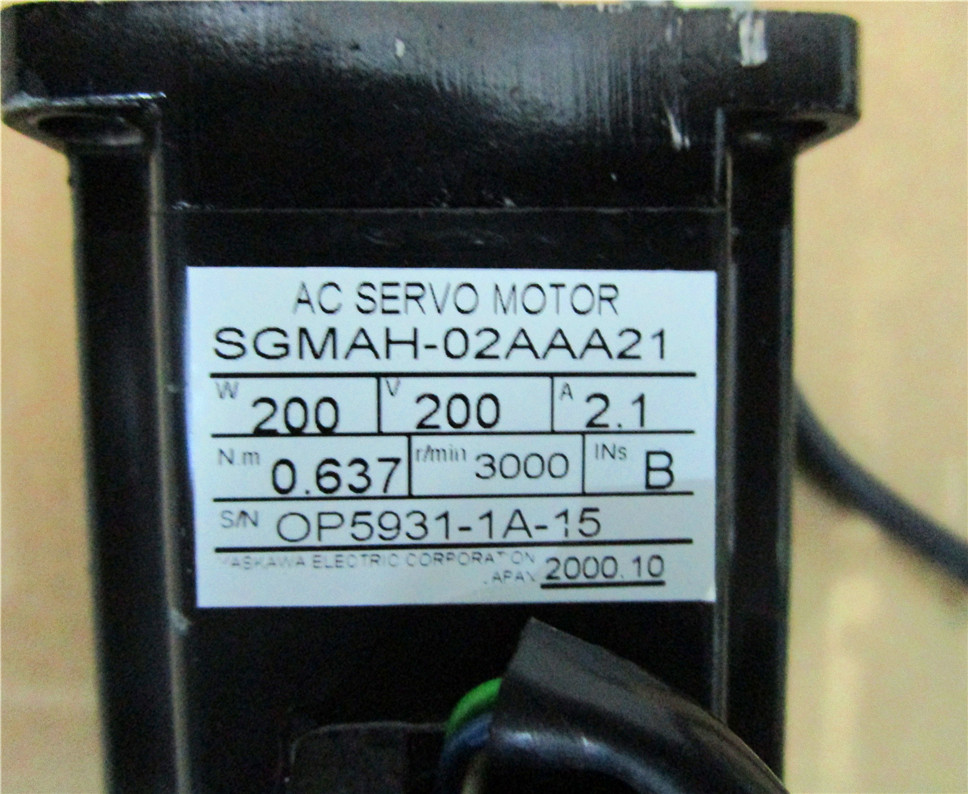 AC SERVO MOTOR
SGMAH-02AAA21
W 200 V 200 A 2.1
N.m 0.637 r/min 3000 INs B
S/N OP5931-1A-15
YASKAWA ELECTRIC CORPORATION
JAPAN 2000.10